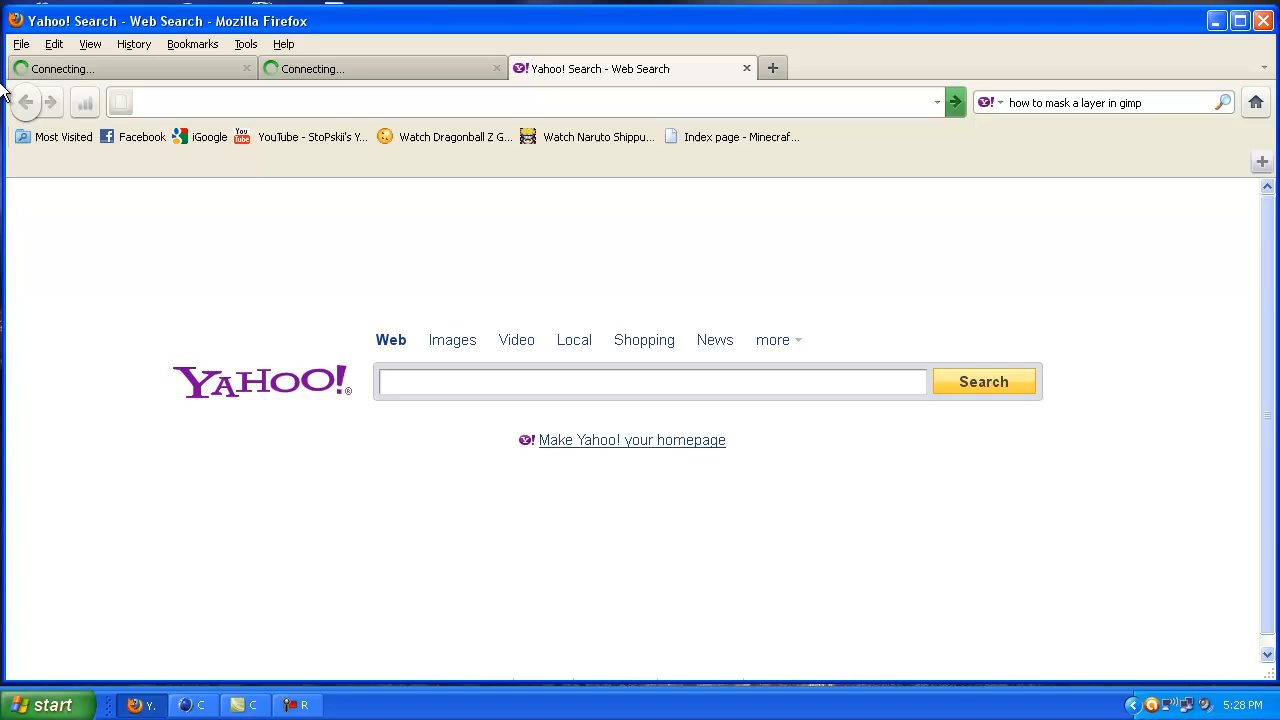 Yahoo! Search - Web Search - Mozilla Firefox
File Edit View History Bookmarks Tools Help
Connecting... Connecting... Y! Yahoo! Search - Web Search
Y! how to mask a layer in gimp
Most Visited Facebook iGoogle You Tube YouTube - StoPskii's Y... Watch Dragonball Z G... Watch Naruto Shippu... Index page - Minecraf...
Web Images Video Local Shopping News more
YAHOO!® Search
Y! Make Yahoo! your homepage
start Y. C C R 5:28 PM